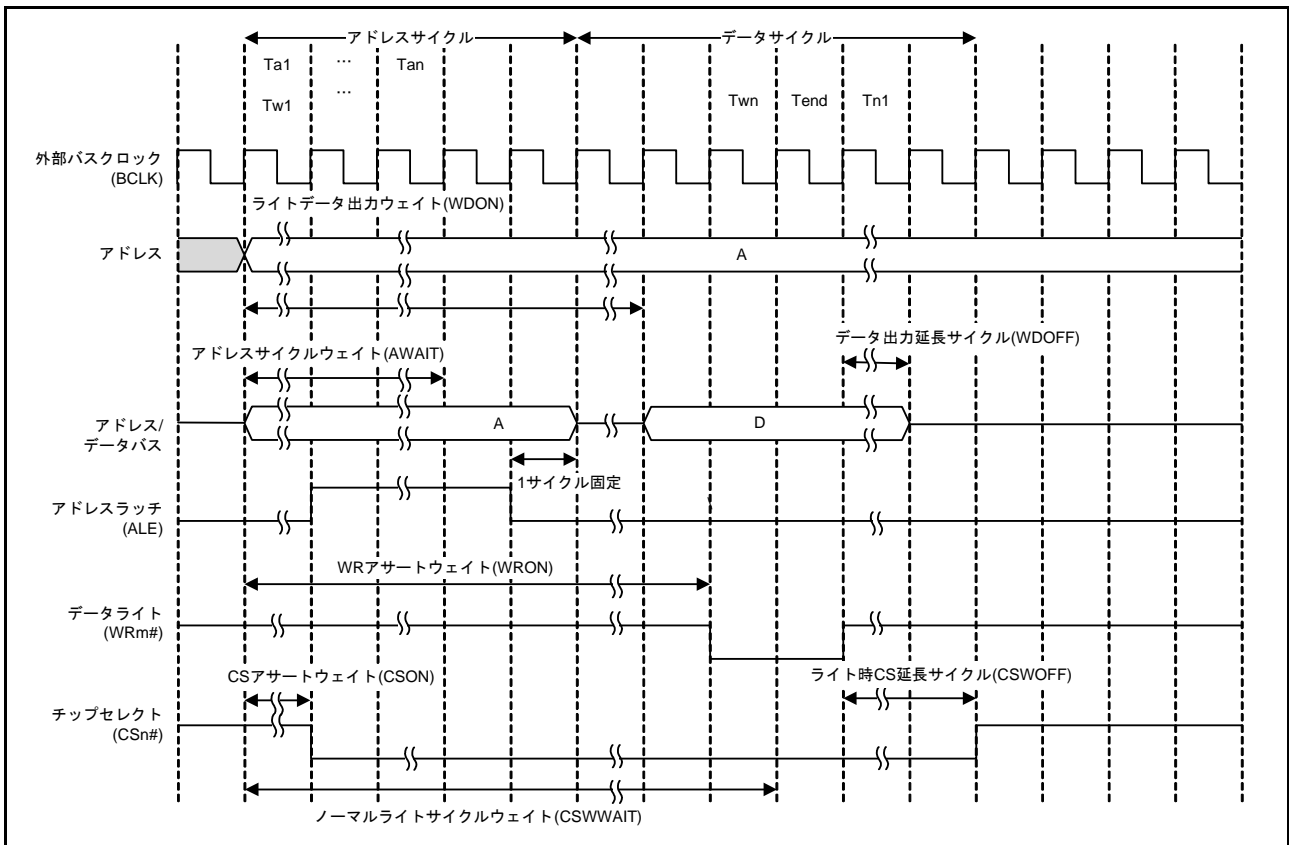 アドレスサイクル
データサイクル
Ta1
…
Tan
Tw1
…
Twn
Tend
Tn1
外部バスクロック
(BCLK)
ライトデータ出力ウェイト(WDON)
アドレス
A
データ出力延長サイクル(WDOFF)
アドレスサイクルウェイト(AWAIT)
アドレス/
データバス
A
D
1サイクル固定
アドレスラッチ
(ALE)
WRアサートウェイト(WRON)
データライト
(WRm#)
CSアサートウェイト(CSON)
ライト時CS延長サイクル(CSWOFF)
チップセレクト
(CSn#)
ノーマルライトサイクルウェイト(CSWWAIT)